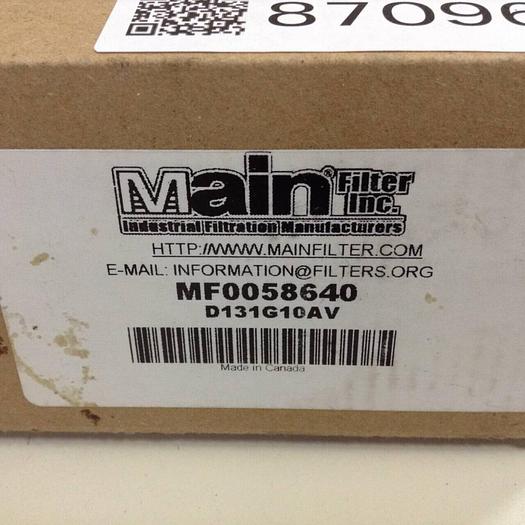 87096
Main® Filter Inc.
Industrial Filtration Manufacturers
HTTP://WWW.MAINFILTER.COM
E-MAIL: INFORMATION@FILTERS.ORG
MF0058640
D131G10AV
Made in Canada